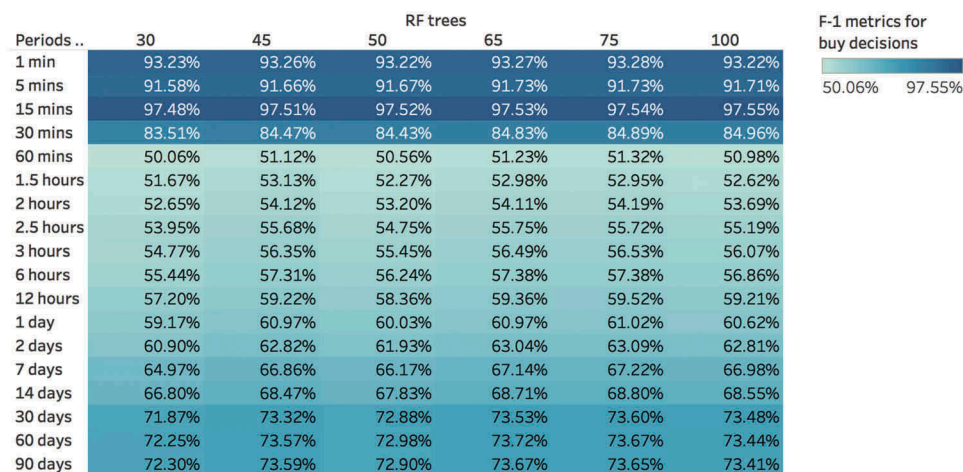 RF trees
Periods .. 30 45 50 65 75 100
1 min 93.23% 93.26% 93.22% 93.27% 93.28% 93.22%
5 mins 91.58% 91.66% 91.67% 91.73% 91.73% 91.71%
15 mins 97.48% 97.51% 97.52% 97.53% 97.54% 97.55%
30 mins 83.51% 84.47% 84.43% 84.83% 84.89% 84.96%
60 mins 50.06% 51.12% 50.56% 51.23% 51.32% 50.98%
1.5 hours 51.67% 53.13% 52.27% 52.98% 52.95% 52.62%
2 hours 52.65% 54.12% 53.20% 54.11% 54.19% 53.69%
2.5 hours 53.95% 55.68% 54.75% 55.75% 55.72% 55.19%
3 hours 54.77% 56.35% 55.45% 56.49% 56.53% 56.07%
6 hours 55.44% 57.31% 56.24% 57.38% 57.38% 56.86%
12 hours 57.20% 59.22% 58.36% 59.36% 59.52% 59.21%
1 day 59.17% 60.97% 60.03% 60.97% 61.02% 60.62%
2 days 60.90% 62.82% 61.93% 63.04% 63.09% 62.81%
7 days 64.97% 66.86% 66.17% 67.14% 67.22% 66.98%
14 days 66.80% 68.47% 67.83% 68.71% 68.80% 68.55%
30 days 71.87% 73.32% 72.88% 73.53% 73.60% 73.48%
60 days 72.25% 73.57% 72.98% 73.72% 73.67% 73.44%
90 days 72.30% 73.59% 72.90% 73.67% 73.65% 73.41%
F-1 metrics for
buy decisions
50.06% 97.55%